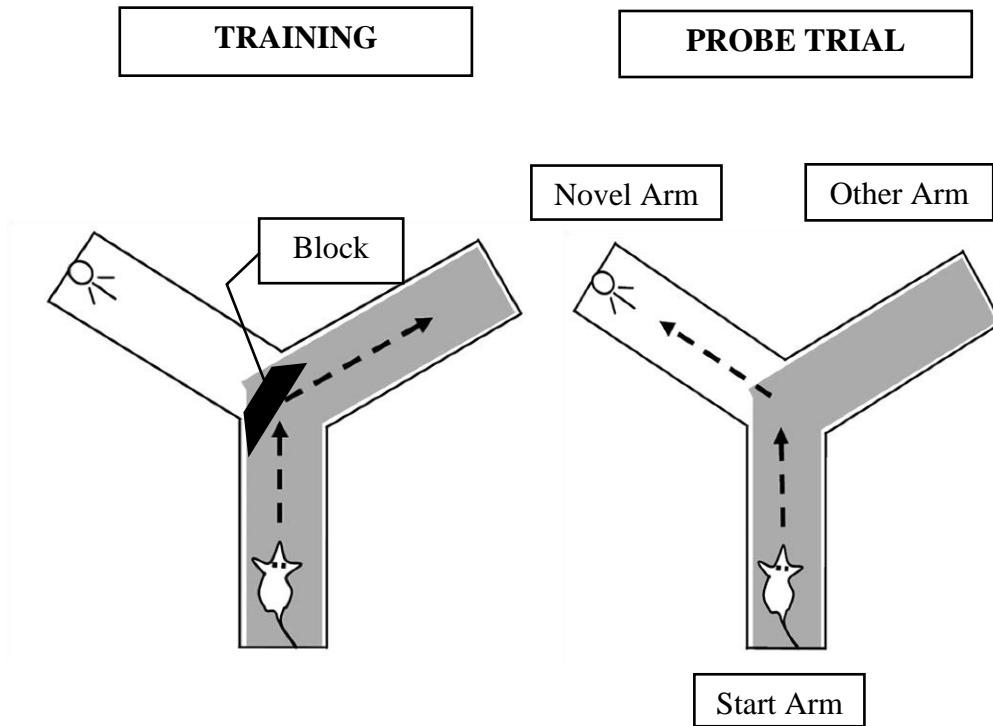 TRAINING
PROBE TRIAL
Novel Arm
Other Arm
Block
Start Arm